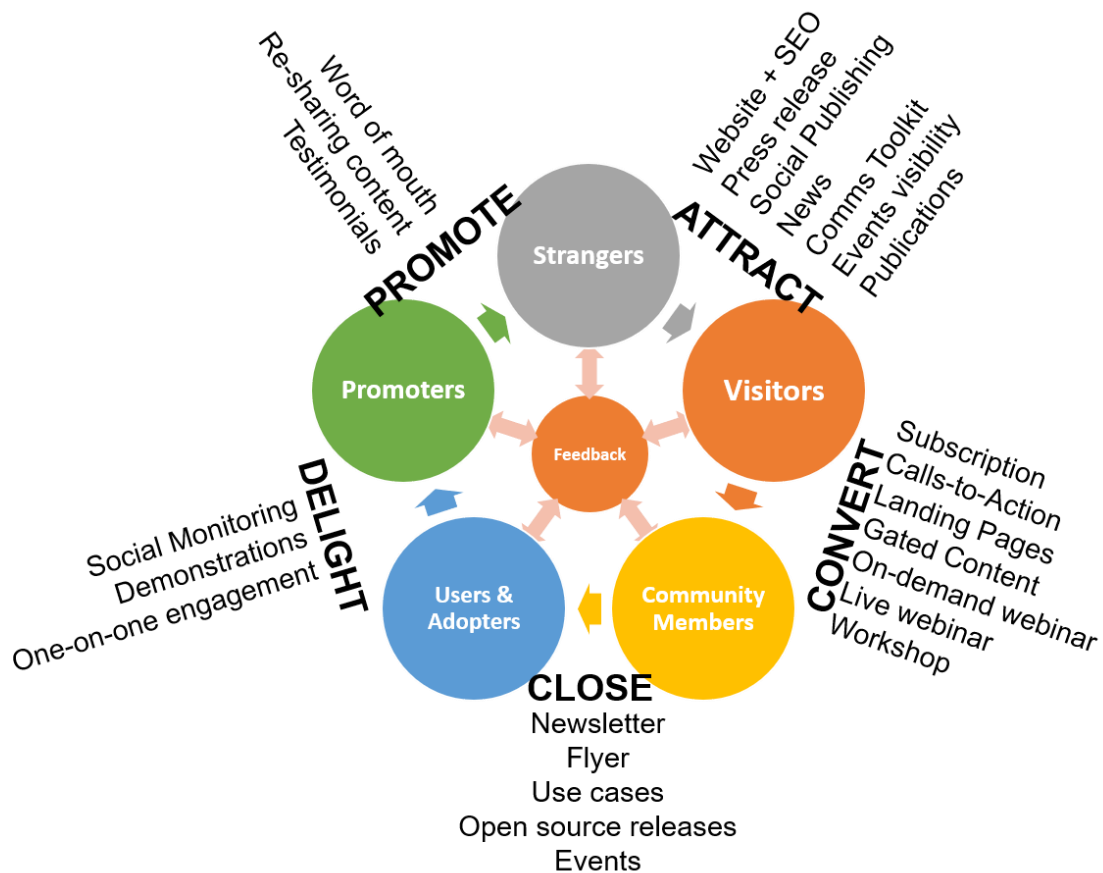 Word of mouth
Re-sharing content
Testimonials
PROMOTE
Website + SEO
Press release
Social Publishing
News
Comms Toolkit
Events visibility
Publications
ATTRACT
Strangers
Promoters
Visitors
Feedback
Social Monitoring
Demonstrations
One-on-one engagement
DELIGHT
Subscription
Calls-to-Action
Landing Pages
Gated Content
On-demand webinar
Live webinar
Workshop
CONVERT
Users &
Adopters
Community
Members
CLOSE
Newsletter
Flyer
Use cases
Open source releases
Events